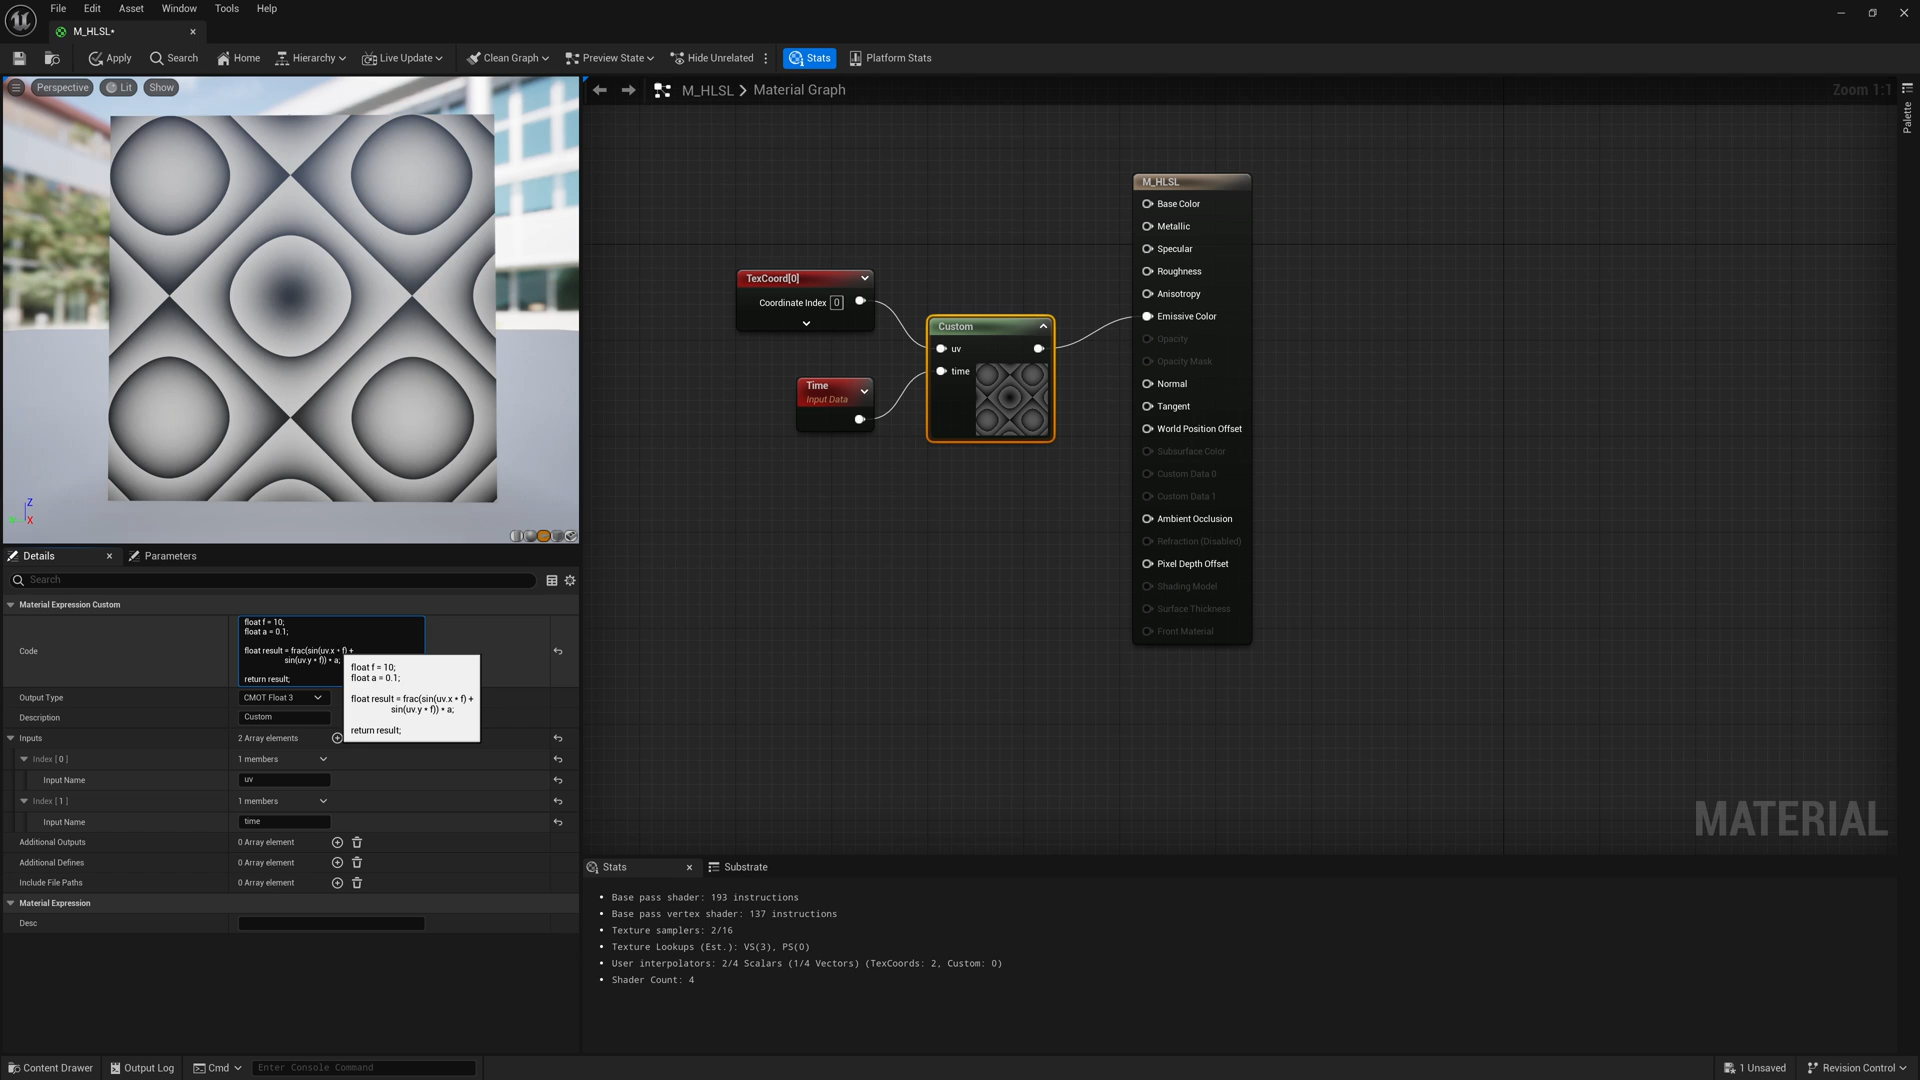 File Edit Asset Window Tools Help
M_HLSL•
Apply Search Home Hierarchy Live Update Clean Graph Preview State Hide Unrelated Stats Platform Stats
Perspective Lit Show
M_HLSL > Material Graph
Zoom 1:1
Palette
M_HLSL
Base Color
Metallic
Specular
Roughness
Anisotropy
Emissive Color
Opacity
Opacity Mask
Normal
Tangent
World Position Offset
Subsurface Color
Custom Data 0
Custom Data 1
Ambient Occlusion
Refraction (Disabled)
Pixel Depth Offset
Shading Model
Surface Thickness
Front Material
TexCoord[0]
Coordinate Index 0
Custom
uv
time
Time
Input Data
Z
X
Details
Parameters
Search
Material Expression Custom
Code
float f = 10;
float a = 0.1;
float result = frac(sin(uv.x * f) +
sin(uv.y * f)) * a;
return result;
float f = 10;
float a = 0.1;
float result = frac(sin(uv.x * f) +
sin(uv.y * f)) * a;
return result;
Output Type CMOT Float 3
Description Custom
Inputs 2 Array elements
Index [ 0 ] 1 members
Input Name uv
Index [ 1 ] 1 members
Input Name time
Additional Outputs 0 Array element
Additional Defines 0 Array element
Include File Paths 0 Array element
Material Expression
Desc
MATERIAL
Stats
Substrate
• Base pass shader: 193 instructions
• Base pass vertex shader: 137 instructions
• Texture samplers: 2/16
• Texture Lookups (Est.): VS(3), PS(0)
• User interpolators: 2/4 Scalars (1/4 Vectors) (TexCoords: 2, Custom: 0)
• Shader Count: 4
Content Drawer Output Log Cmd Enter Console Command
1 Unsaved Revision Control